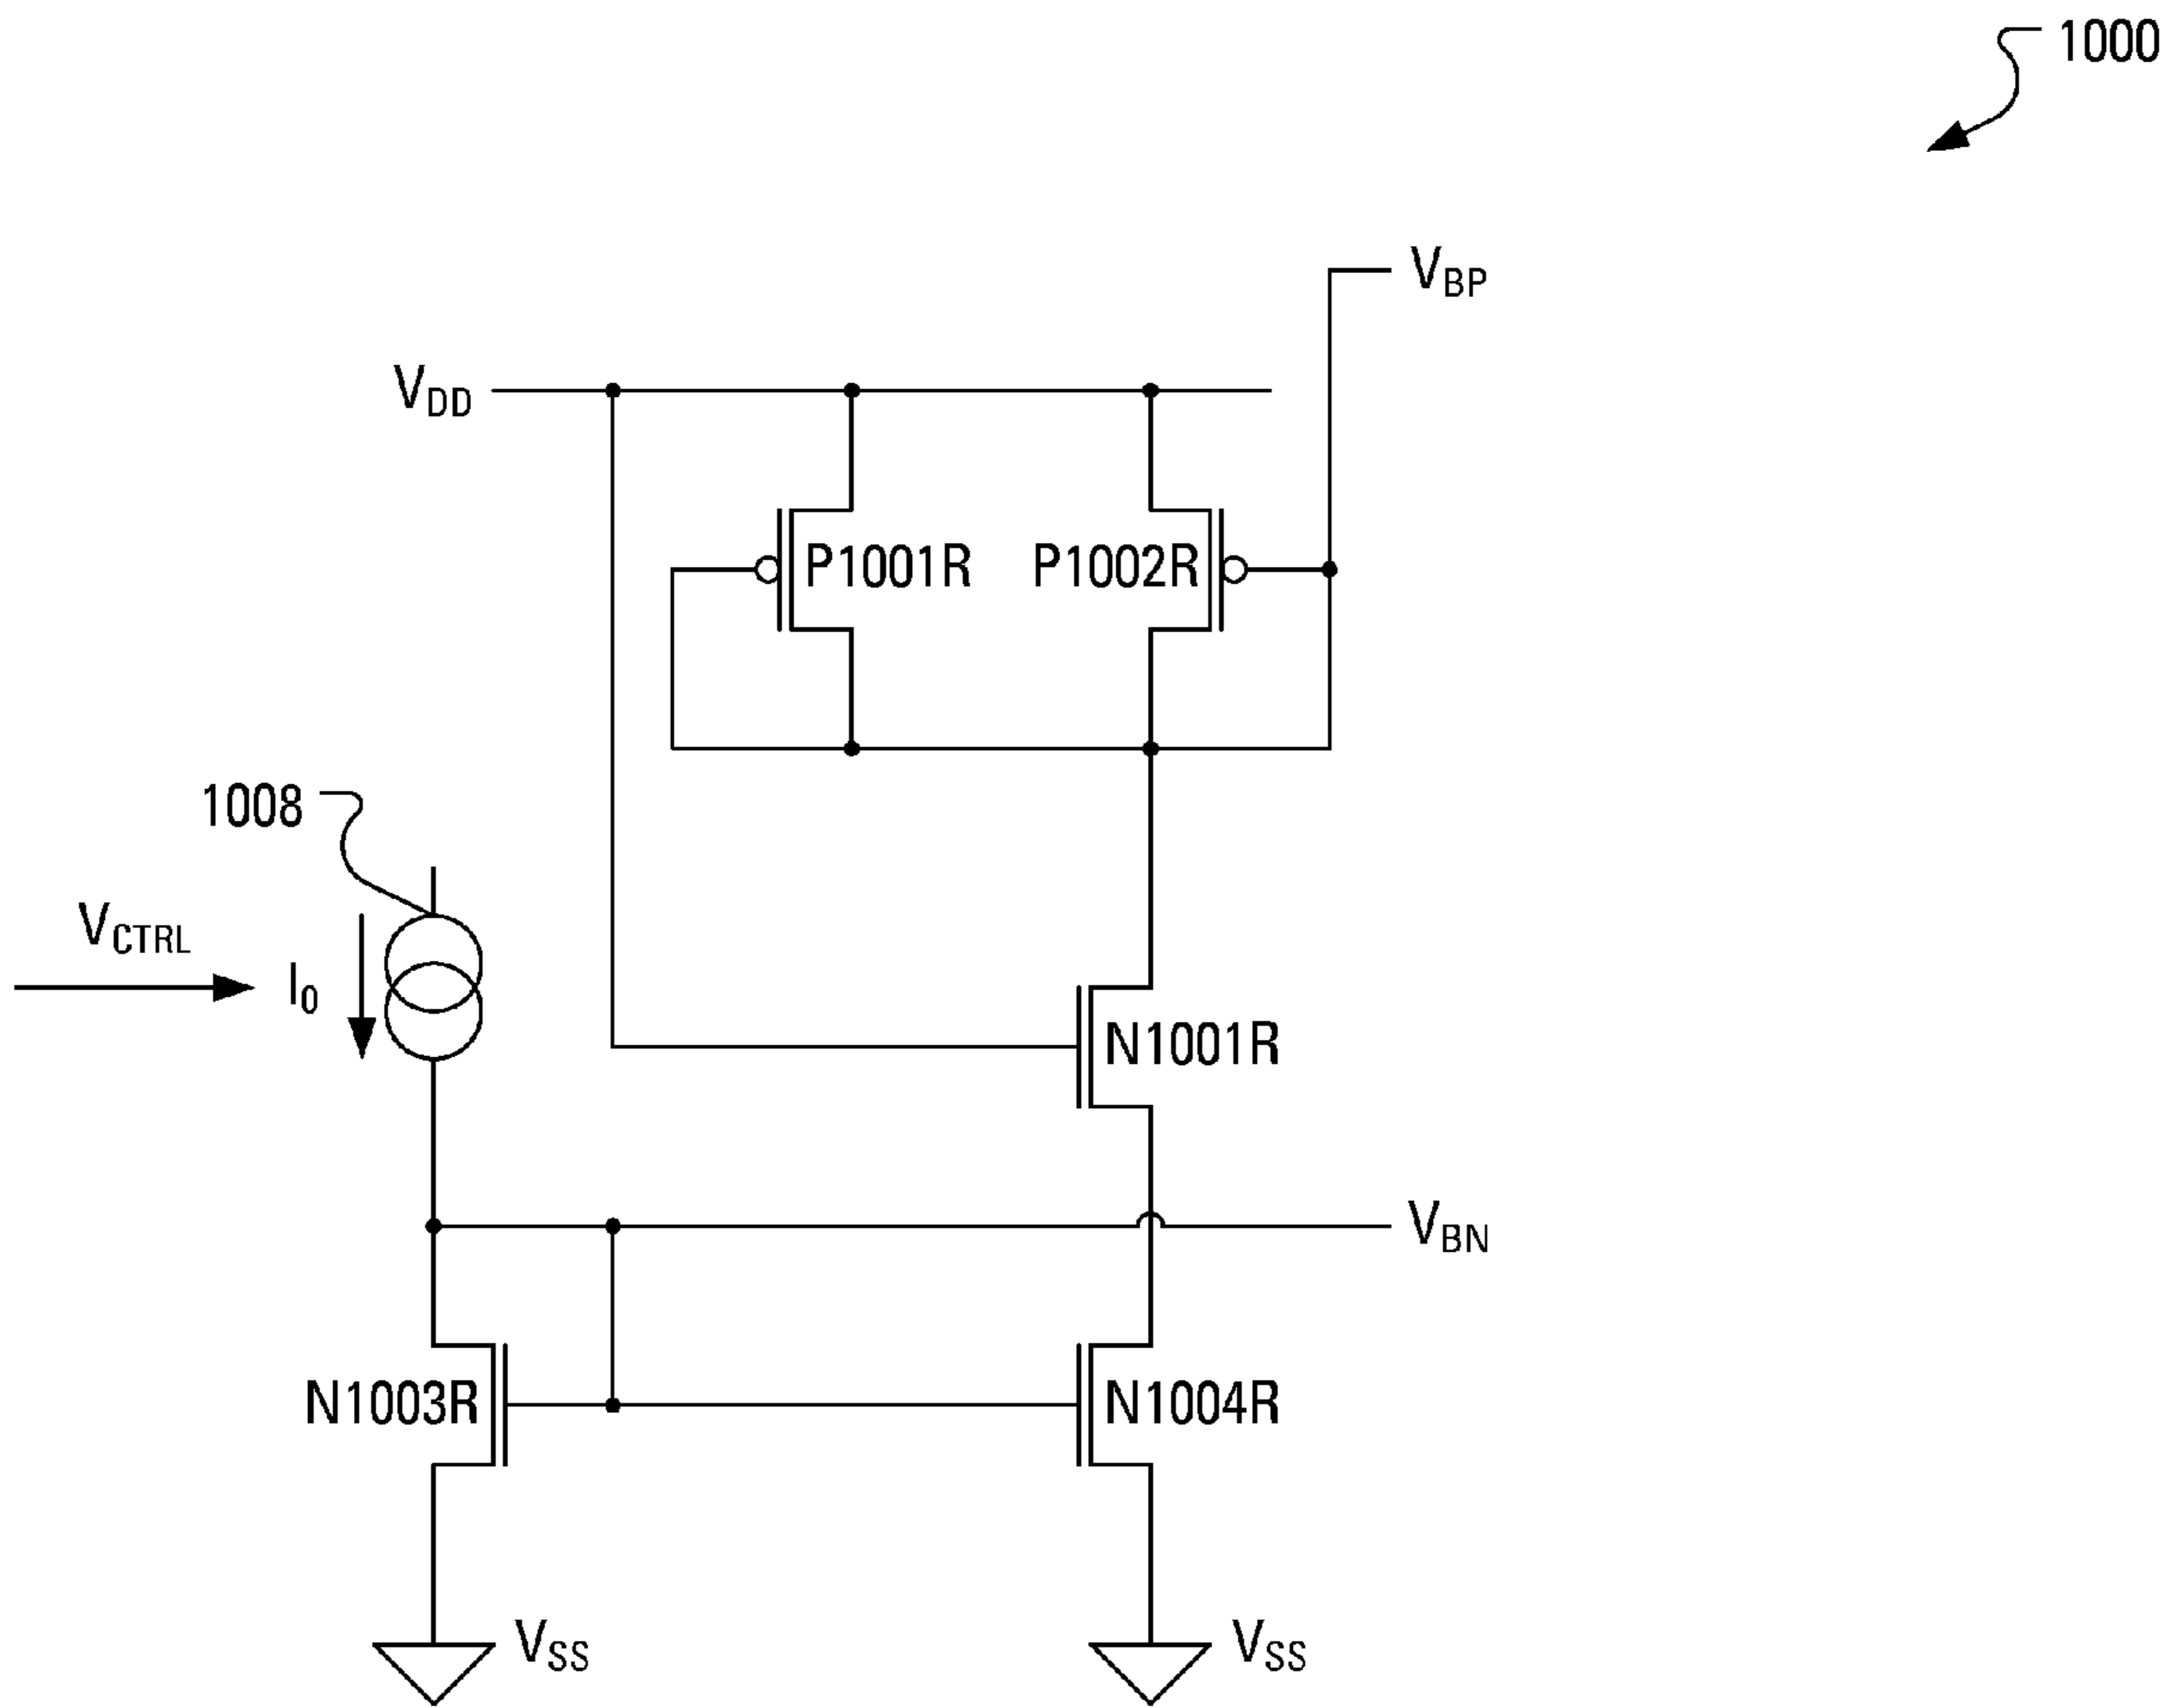 1000
VBP
VDD
P1001R
P1002R
1008
VCTRL
I0
N1001R
VBN
N1003R
N1004R
VSS
VSS